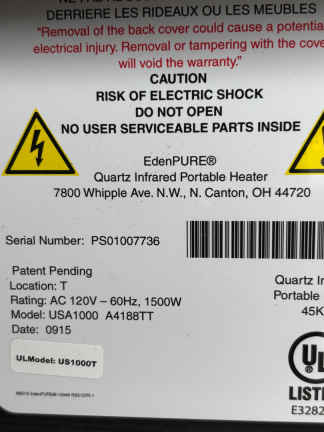 DERRIERE LES RIDEAUX OU LES MEUBLES
"Removal of the back cover could cause a potential
electrical injury. Removal or tampering with the cove
will void the warranty."
CAUTION
RISK OF ELECTRIC SHOCK
DO NOT OPEN
NO USER SERVICEABLE PARTS INSIDE
EdenPURE®
Quartz Infrared Portable Heater
7800 Whipple Ave. N.W., N. Canton, OH 44720
Serial Number: PS01007736
Patent Pending
Location: T
Rating: AC 120V – 60Hz, 1500W
Model: USA1000 A4188TT
Date: 0915
ULModel: US1000T
Quartz In
Portable
45K
UL
LISTE
E3282